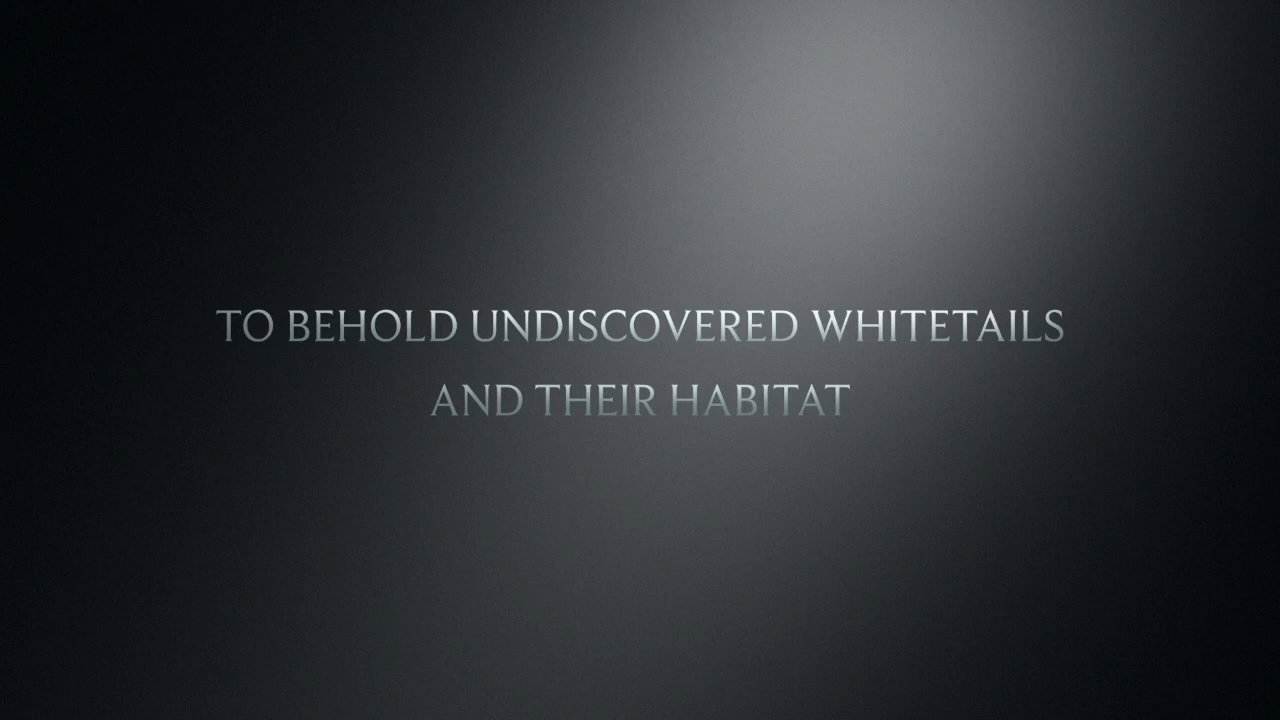 TO BEHOLD UNDISCOVERED WHITETAILS
AND THEIR HABITAT